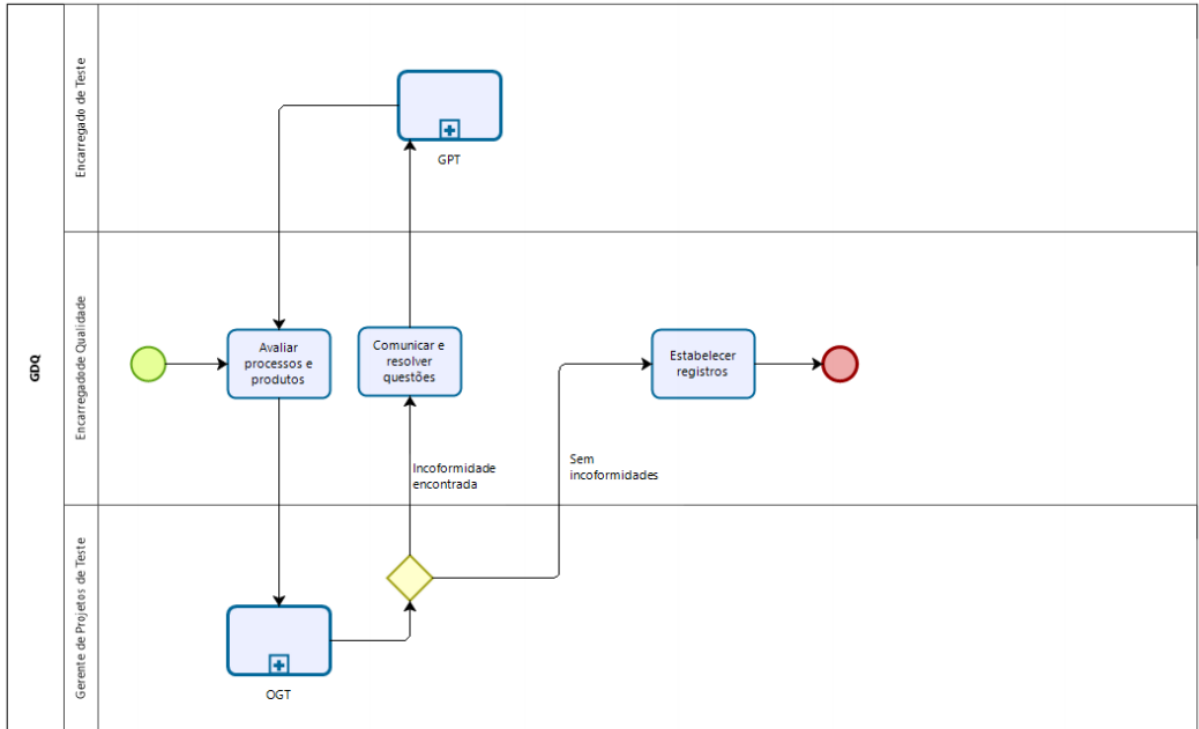 GDQ
Encarregado de Teste
GPT
Encarregadode Qualidade
Avaliar
processos e
produtos
Comunicar e
resolver
questões
Estabelecer
registros
Incoformidade
encontrada
Sem
incoformidades
Gerente de Projetos de Teste
OGT